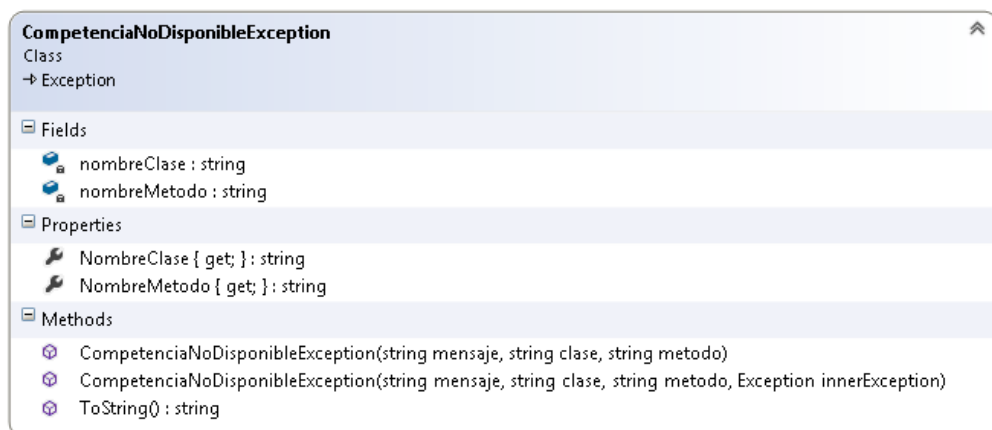 CompetenciaNoDisponibleException
Class
→ Exception
Fields
nombreClase : string
nombreMetodo : string
Properties
NombreClase { get; } : string
NombreMetodo { get; } : string
Methods
CompetenciaNoDisponibleException(string mensaje, string clase, string metodo)
CompetenciaNoDisponibleException(string mensaje, string clase, string metodo, Exception innerException)
ToString() : string